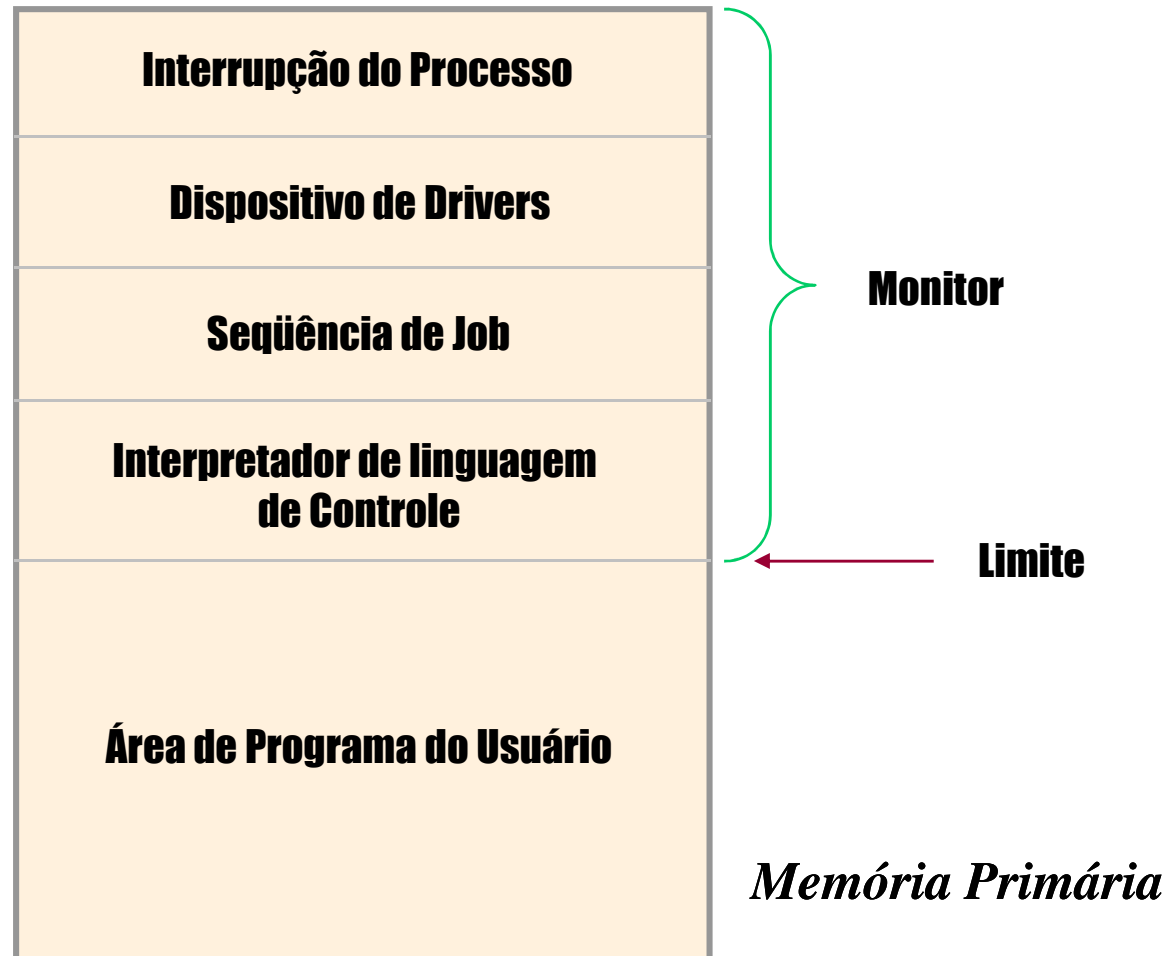 Interrupção do Processo
Dispositivo de Drivers
Seqüência de Job
Monitor
Interpretador de linguagem
de Controle
Limite
Área de Programa do Usuário
Memória Primária